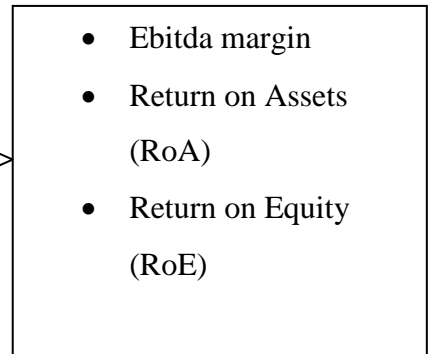 • Ebitda margin
• Return on Assets
(RoA)
• Return on Equity
(RoE)